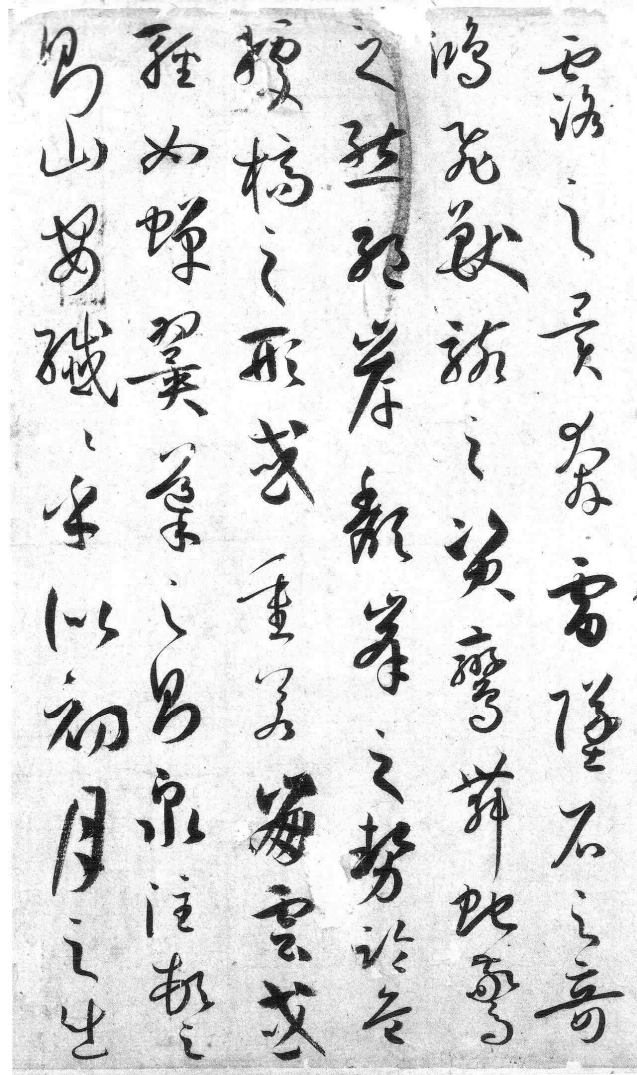 露之異奔雷墜石之奇
鴻飛獸駭之資鸞舞蛇驚
之態絕岸頹峯之勢臨危
據槁之形或重若崩雲或
輕如蟬翼導之則泉注頓之
則山安纖〻乎似初月之出